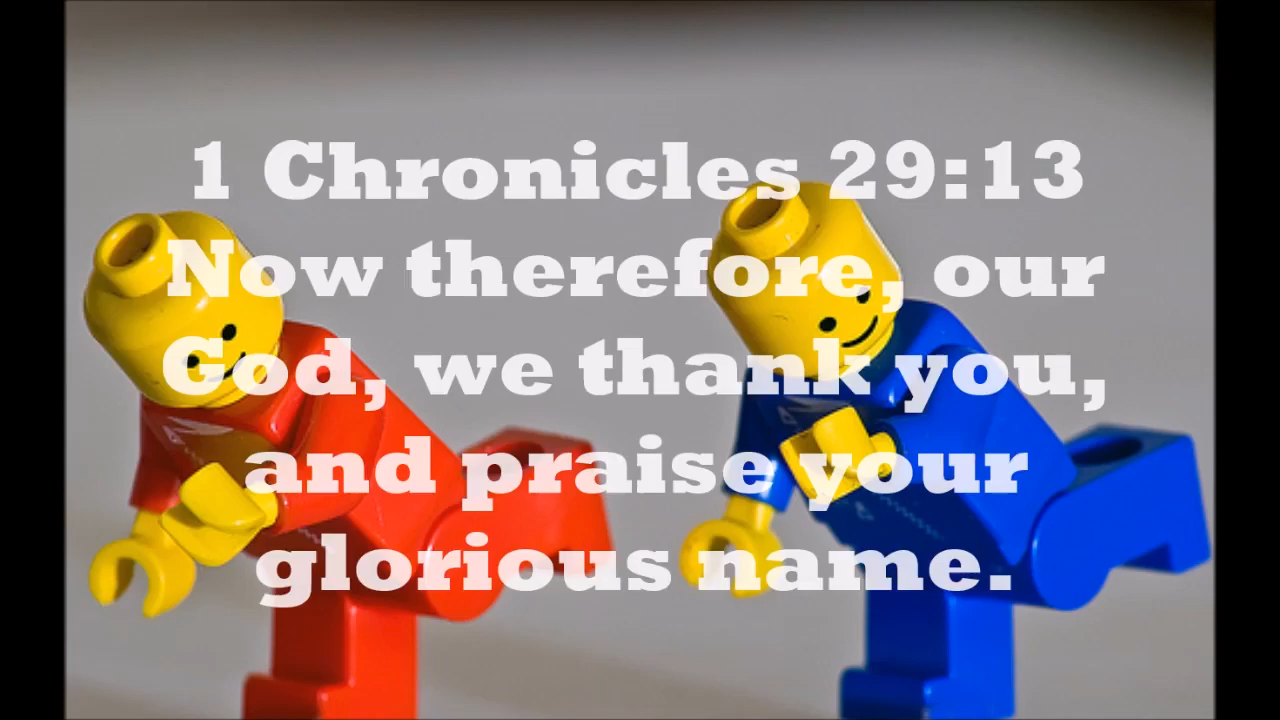 1 Chronicles 29:13
Now therefore, our
God, we thank you,
and praise your
glorious name.